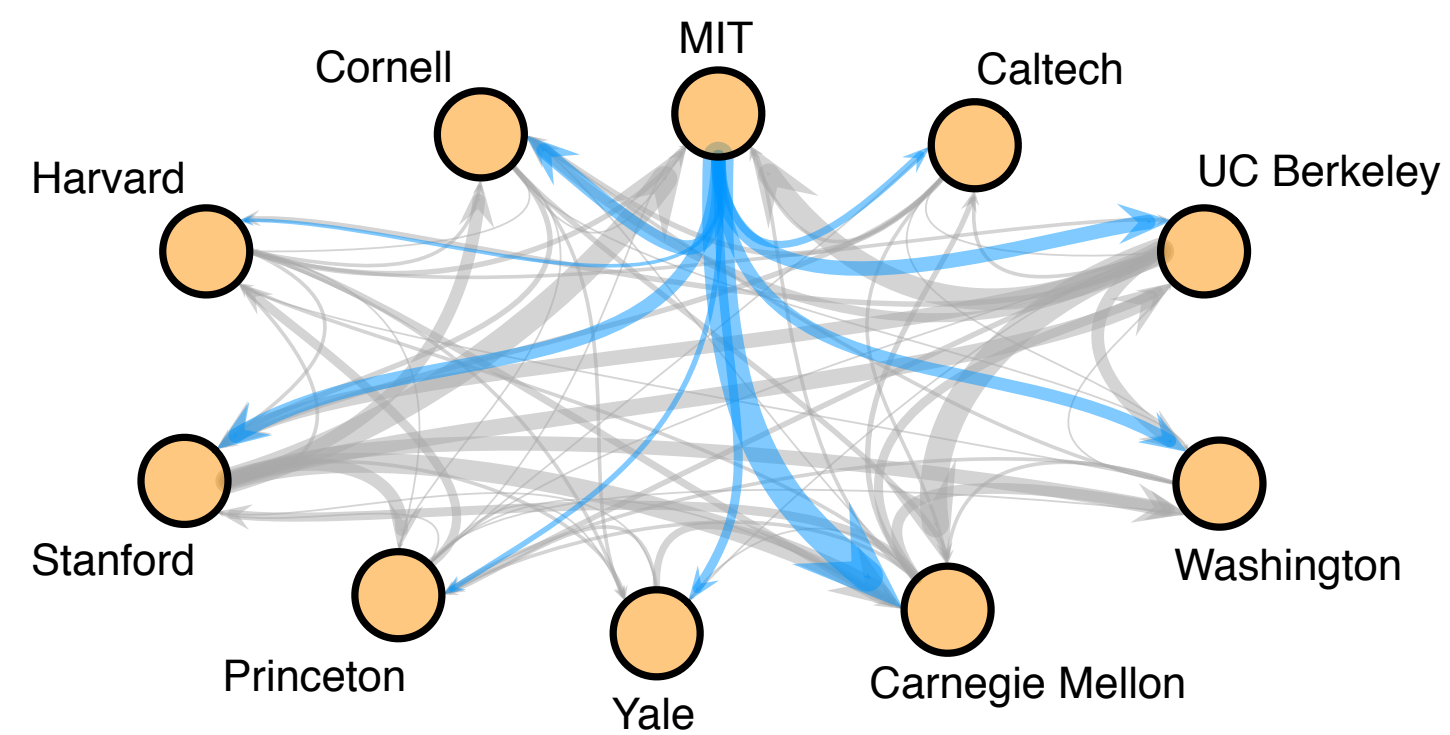 MIT
Cornell
Caltech
UC Berkeley
Harvard
Stanford
Washington
Princeton
Carnegie Mellon
Yale